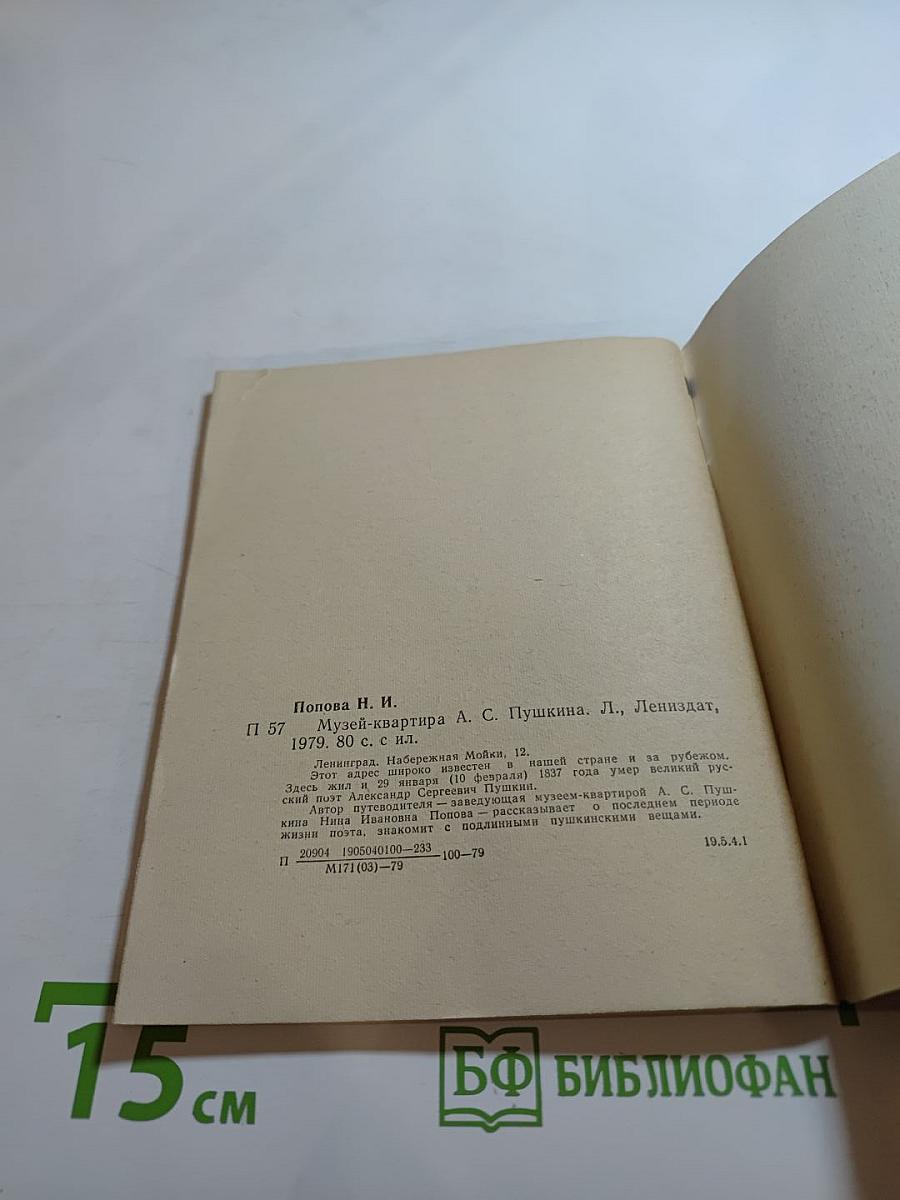 Попова Н. И.
П 57 Музей-квартира А. С. Пушкина. Л., Лениздат,
1979. 80 с. с ил.
Ленинград. Набережная Мойки, 12.
Этот адрес широко известен в нашей стране и за рубежом.
Здесь жил и 29 января (10 февраля) 1837 года умер великий рус-
ский поэт Александр Сергеевич Пушкин.
Автор путеводителя — заведующая музеем-квартирой А. С. Пуш-
кина Нина Ивановна Попова — рассказывает о последнем периоде
жизни поэта, знакомит с подлинными пушкинскими вещами.
П 20904 1905040100—233
М171(03)—79 —100—79 19.5.4.1
15 см
БФ БИБЛИОФАН